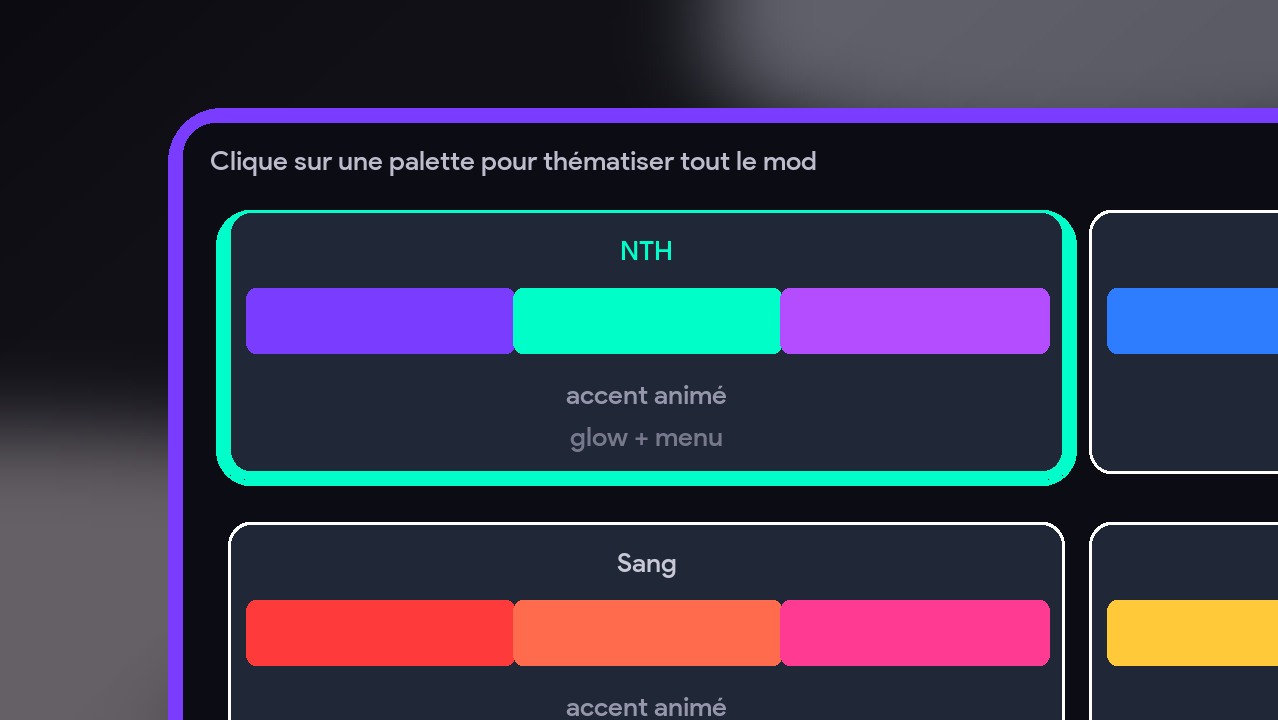 Clique sur une palette pour thématiser tout le mod
NTH
accent animé
glow + menu
Sang
accent animé